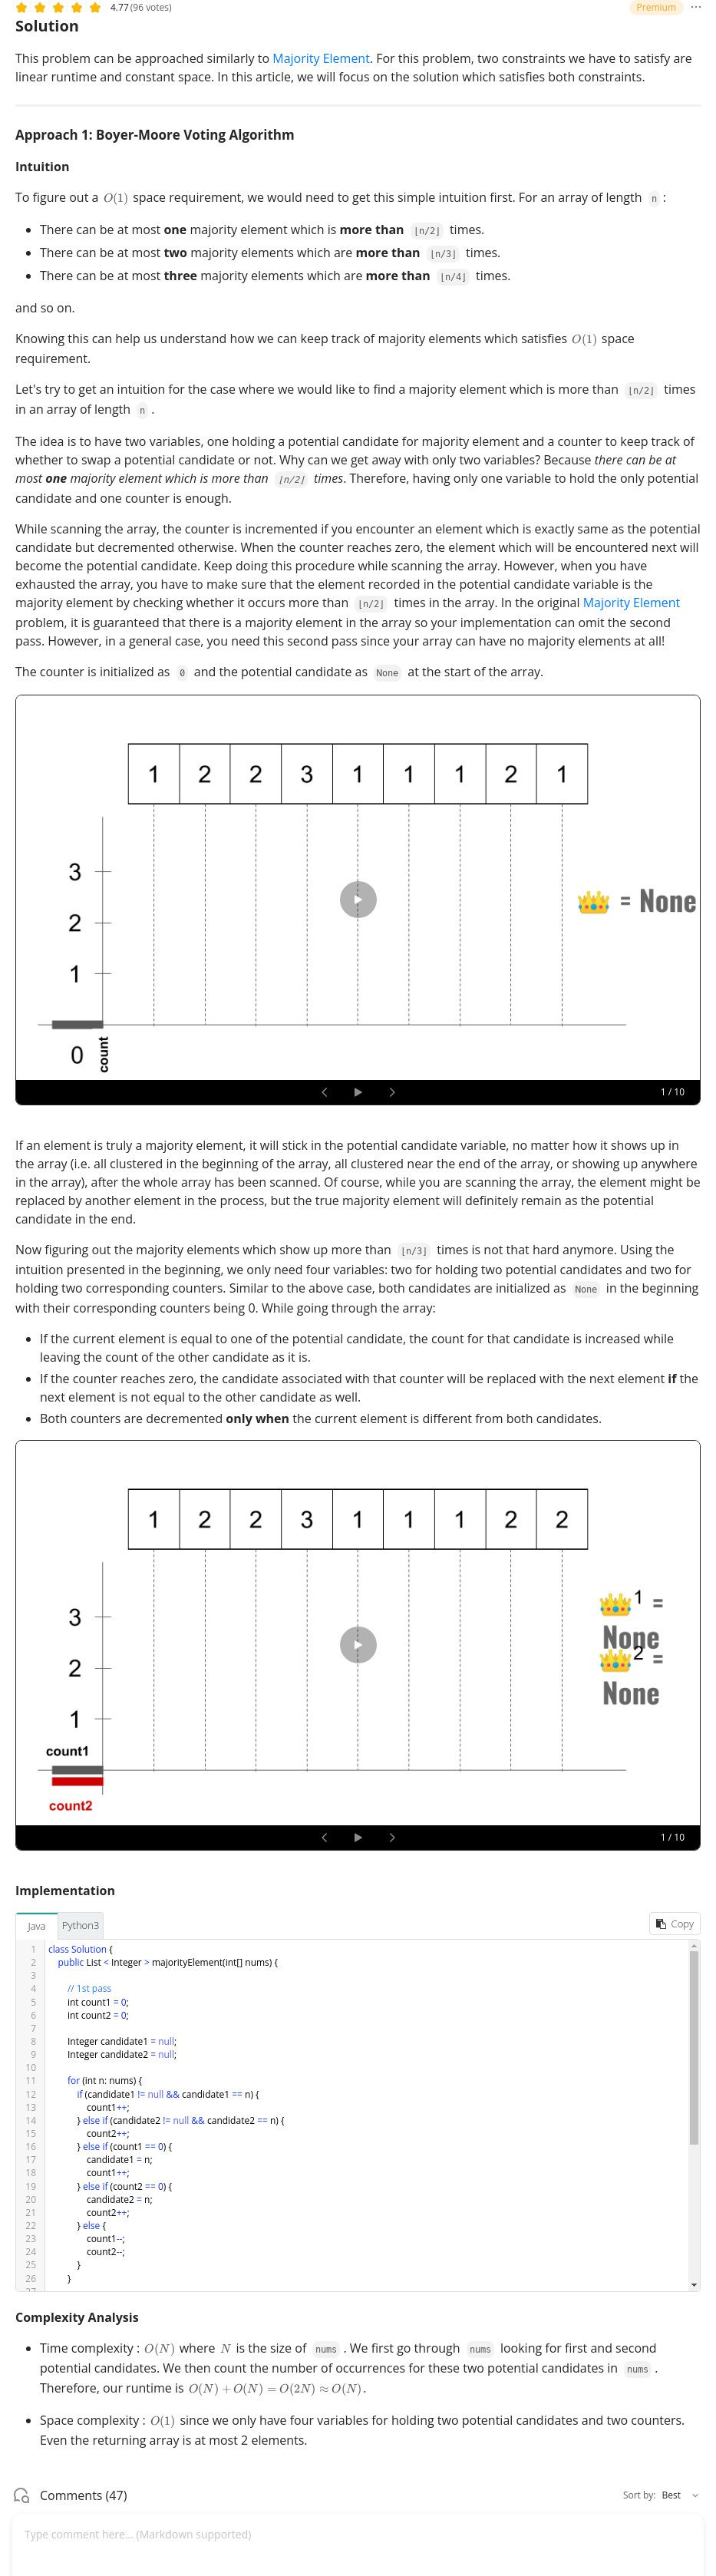 4.77 (96 votes)
Premium
Solution
This problem can be approached similarly to Majority Element. For this problem, two constraints we have to satisfy are
linear runtime and constant space. In this article, we will focus on the solution which satisfies both constraints.
Approach 1: Boyer-Moore Voting Algorithm
Intuition
To figure out a O(1) space requirement, we would need to get this simple intuition first. For an array of length n :
• There can be at most one majority element which is more than ⌊n/2⌋ times.
• There can be at most two majority elements which are more than ⌊n/3⌋ times.
• There can be at most three majority elements which are more than ⌊n/4⌋ times.
and so on.
Knowing this can help us understand how we can keep track of majority elements which satisfies O(1) space
requirement.
Let's try to get an intuition for the case where we would like to find a majority element which is more than ⌊n/2⌋ times
in an array of length n .
The idea is to have two variables, one holding a potential candidate for majority element and a counter to keep track of
whether to swap a potential candidate or not. Why can we get away with only two variables? Because there can be at
most one majority element which is more than ⌊n/2⌋ times. Therefore, having only one variable to hold the only potential
candidate and one counter is enough.
While scanning the array, the counter is incremented if you encounter an element which is exactly same as the potential
candidate but decremented otherwise. When the counter reaches zero, the element which will be encountered next will
become the potential candidate. Keep doing this procedure while scanning the array. However, when you have
exhausted the array, you have to make sure that the element recorded in the potential candidate variable is the
majority element by checking whether it occurs more than ⌊n/2⌋ times in the array. In the original Majority Element
problem, it is guaranteed that there is a majority element in the array so your implementation can omit the second
pass. However, in a general case, you need this second pass since your array can have no majority elements at all!
The counter is initialized as 0 and the potential candidate as None at the start of the array.
1 2 2 3 1 1 1 2 1
3
= None
2
1
0 count
1 / 10
If an element is truly a majority element, it will stick in the potential candidate variable, no matter how it shows up in
the array (i.e. all clustered in the beginning of the array, all clustered near the end of the array, or showing up anywhere
in the array), after the whole array has been scanned. Of course, while you are scanning the array, the element might be
replaced by another element in the process, but the true majority element will definitely remain as the potential
candidate in the end.
Now figuring out the majority elements which show up more than ⌊n/3⌋ times is not that hard anymore. Using the
intuition presented in the beginning, we only need four variables: two for holding two potential candidates and two for
holding two corresponding counters. Similar to the above case, both candidates are initialized as None in the beginning
with their corresponding counters being 0. While going through the array:
• If the current element is equal to one of the potential candidate, the count for that candidate is increased while
leaving the count of the other candidate as it is.
• If the counter reaches zero, the candidate associated with that counter will be replaced with the next element if the
next element is not equal to the other candidate as well.
• Both counters are decremented only when the current element is different from both candidates.
1 2 2 3 1 1 1 2 2
1 =
3
None
2 =
2
None
1
count1
count2
1 / 10
Implementation
Java Python3 Copy
1 class Solution {
2 public List < Integer > majorityElement(int[] nums) {
3
4 // 1st pass
5 int count1 = 0;
6 int count2 = 0;
7
8 Integer candidate1 = null;
9 Integer candidate2 = null;
10
11 for (int n: nums) {
12 if (candidate1 != null && candidate1 == n) {
13 count1++;
14 } else if (candidate2 != null && candidate2 == n) {
15 count2++;
16 } else if (count1 == 0) {
17 candidate1 = n;
18 count1++;
19 } else if (count2 == 0) {
20 candidate2 = n;
21 count2++;
22 } else {
23 count1--;
24 count2--;
25 }
26 }
27
Complexity Analysis
• Time complexity : O(N) where N is the size of nums . We first go through nums looking for first and second
potential candidates. We then count the number of occurrences for these two potential candidates in nums .
Therefore, our runtime is O(N) + O(N) = O(2N) ≈ O(N).
• Space complexity : O(1) since we only have four variables for holding two potential candidates and two counters.
Even the returning array is at most 2 elements.
Comments (47)
Sort by: Best
Type comment here... (Markdown supported)